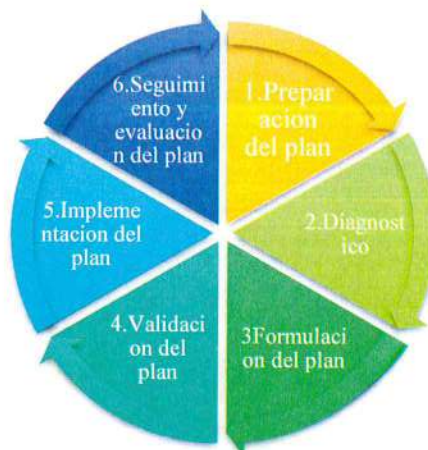 1.Prepar
acion
del plan
2.Diagnost
ico
3Formulaci
on del plan
4.Validaci
on del
plan
5.Impleme
ntacion del
plan
6.Seguimi
ento y
evaluacio
n del plan